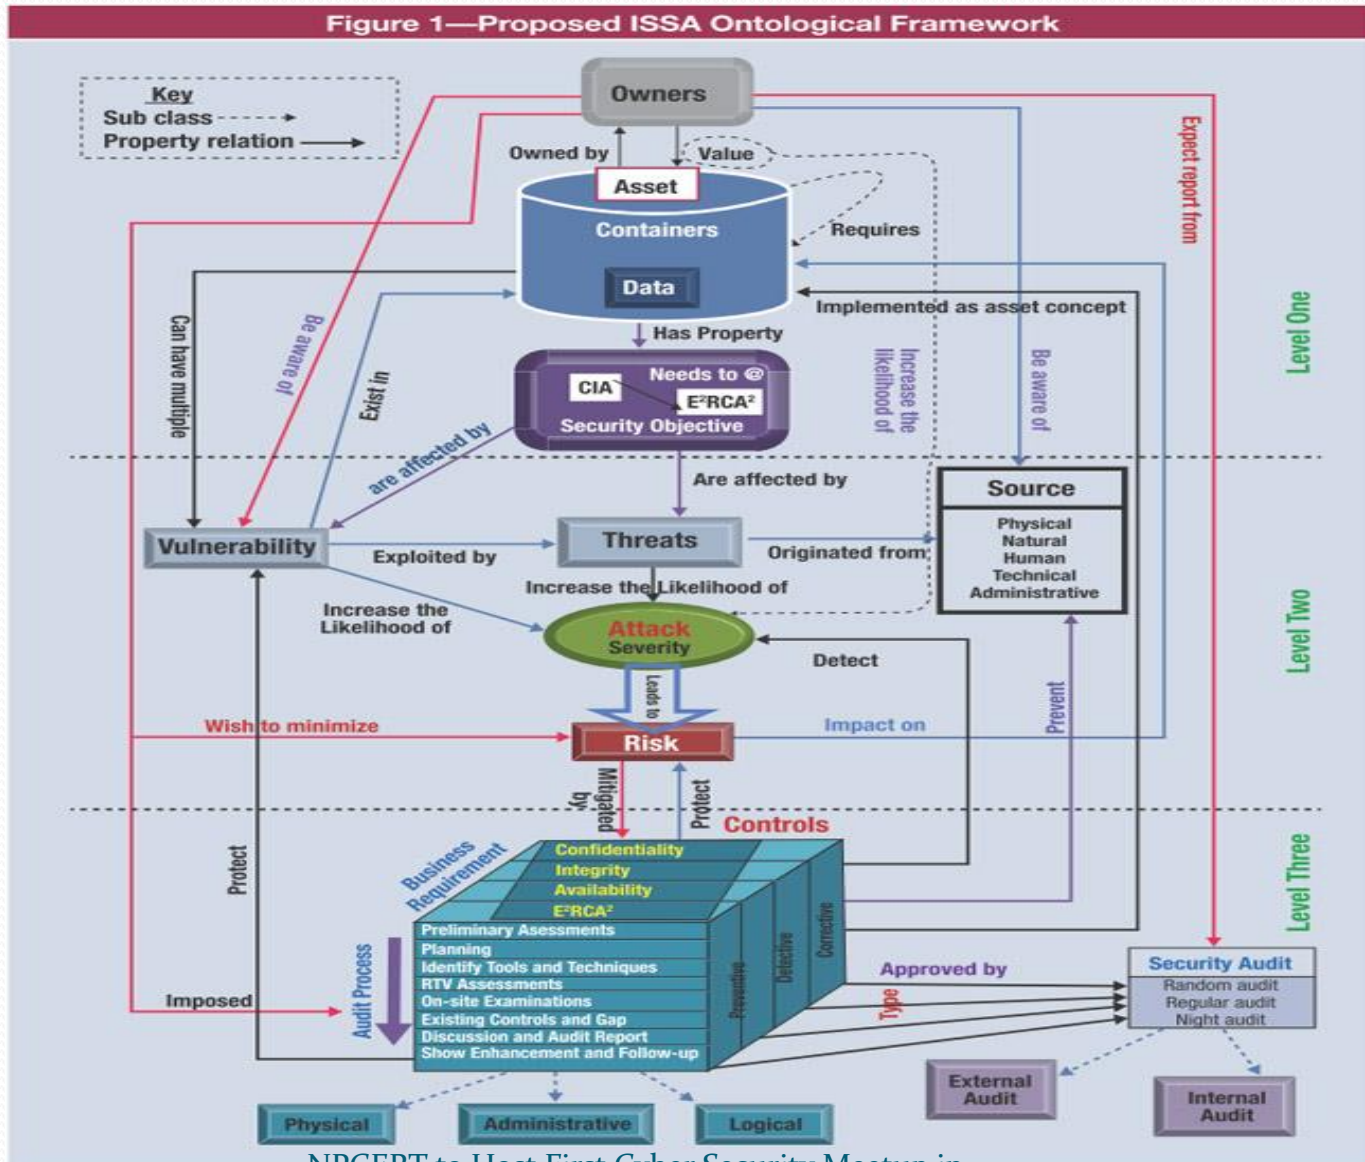 Figure 1—Proposed ISSA Ontological Framework
Key
Sub class
Property relation
Owners
Owned by
Value
Asset
Containers
Data
Requires
Expect report from
Implemented as asset concept
Has Property
Can have multiple
Be aware of
Exist in
Needs to @
CIA
E²RCA²
Security Objective
Increase the
likelihood of
Be aware of
Level One
are affected by
Are affected by
Source
Physical
Natural
Human
Technical
Administrative
Vulnerability
Exploited by
Threats
Originated from
Increase the Likelihood of
Increase the
Likelihood of
Attack
Severity
Detect
Level Two
Leads to
Wish to minimize
Risk
Impact on
Prevent
Mitigated
by
Protect
Controls
Protect
Business
Requirement
Confidentiality
Integrity
Availability
E²RCA²
Level Three
Preliminary Asessments
Planning
Identify Tools and Techniques
RTV Assessments
On-site Examinations
Existing Controls and Gap
Discussion and Audit Report
Show Enhancement and Follow-up
Audit Process
Imposed
Preventive
Detective
Corrective
Approved by
Type
Security Audit
Random audit
Regular audit
Night audit
External
Audit
Internal
Audit
Physical
Administrative
Logical
NPCERT to Host First Cyber Security Meetup in